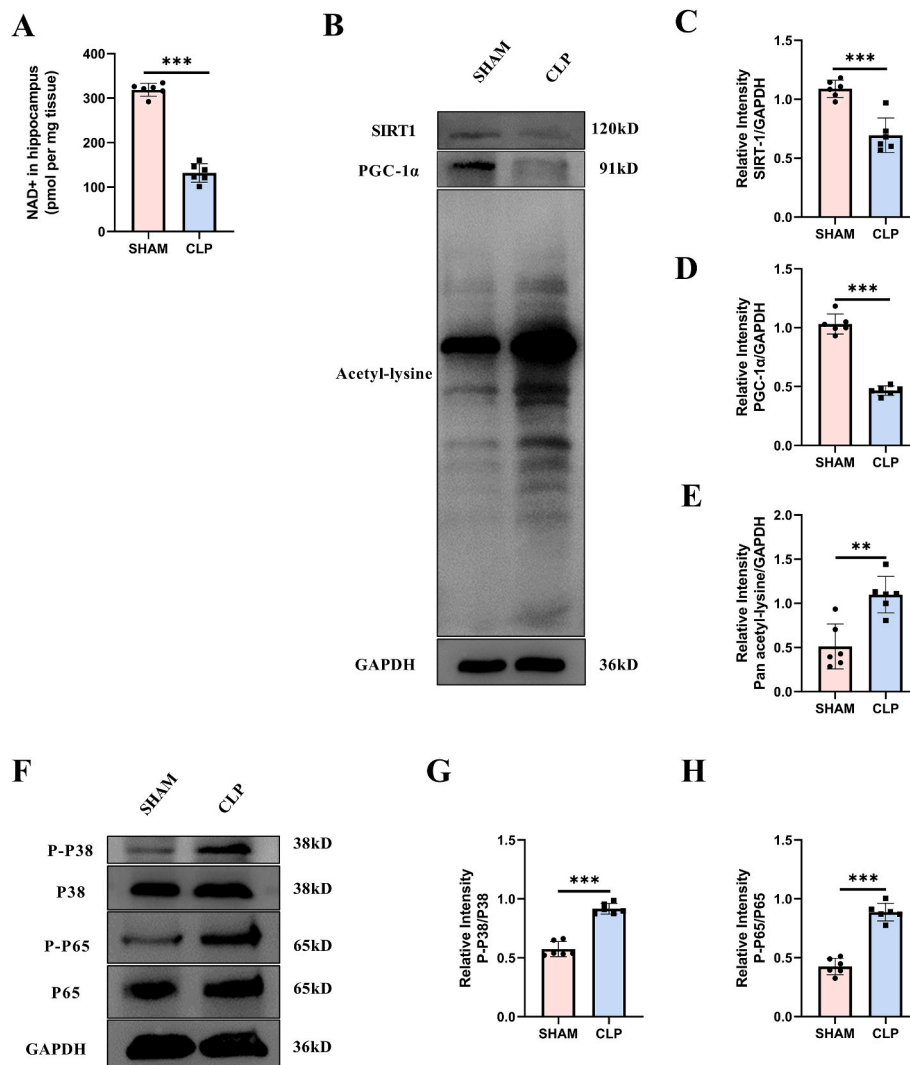 A
NAD+ in hippocampus
(pmol per mg tissue)
400
300
200
100
0
***
SHAM
CLP
B
SHAM
CLP
SIRT1
120kD
PGC-1α
91kD
Acetyl-lysine
GAPDH
36kD
C
Relative Intensity
SIRT-1/GAPDH
1.5
1.0
0.5
0.0
***
SHAM
CLP
D
Relative Intensity
PGC-1α/GAPDH
1.5
1.0
0.5
0.0
***
SHAM
CLP
E
Relative Intensity
Pan acetyl-lysine/GAPDH
2.0
1.5
1.0
0.5
0.0
**
SHAM
CLP
F
SHAM
CLP
P-P38
38kD
P38
38kD
P-P65
65kD
P65
65kD
GAPDH
36kD
G
Relative Intensity
P-P38/P38
1.5
1.0
0.5
0.0
***
SHAM
CLP
H
Relative Intensity
P-P65/P65
1.5
1.0
0.5
0.0
***
SHAM
CLP